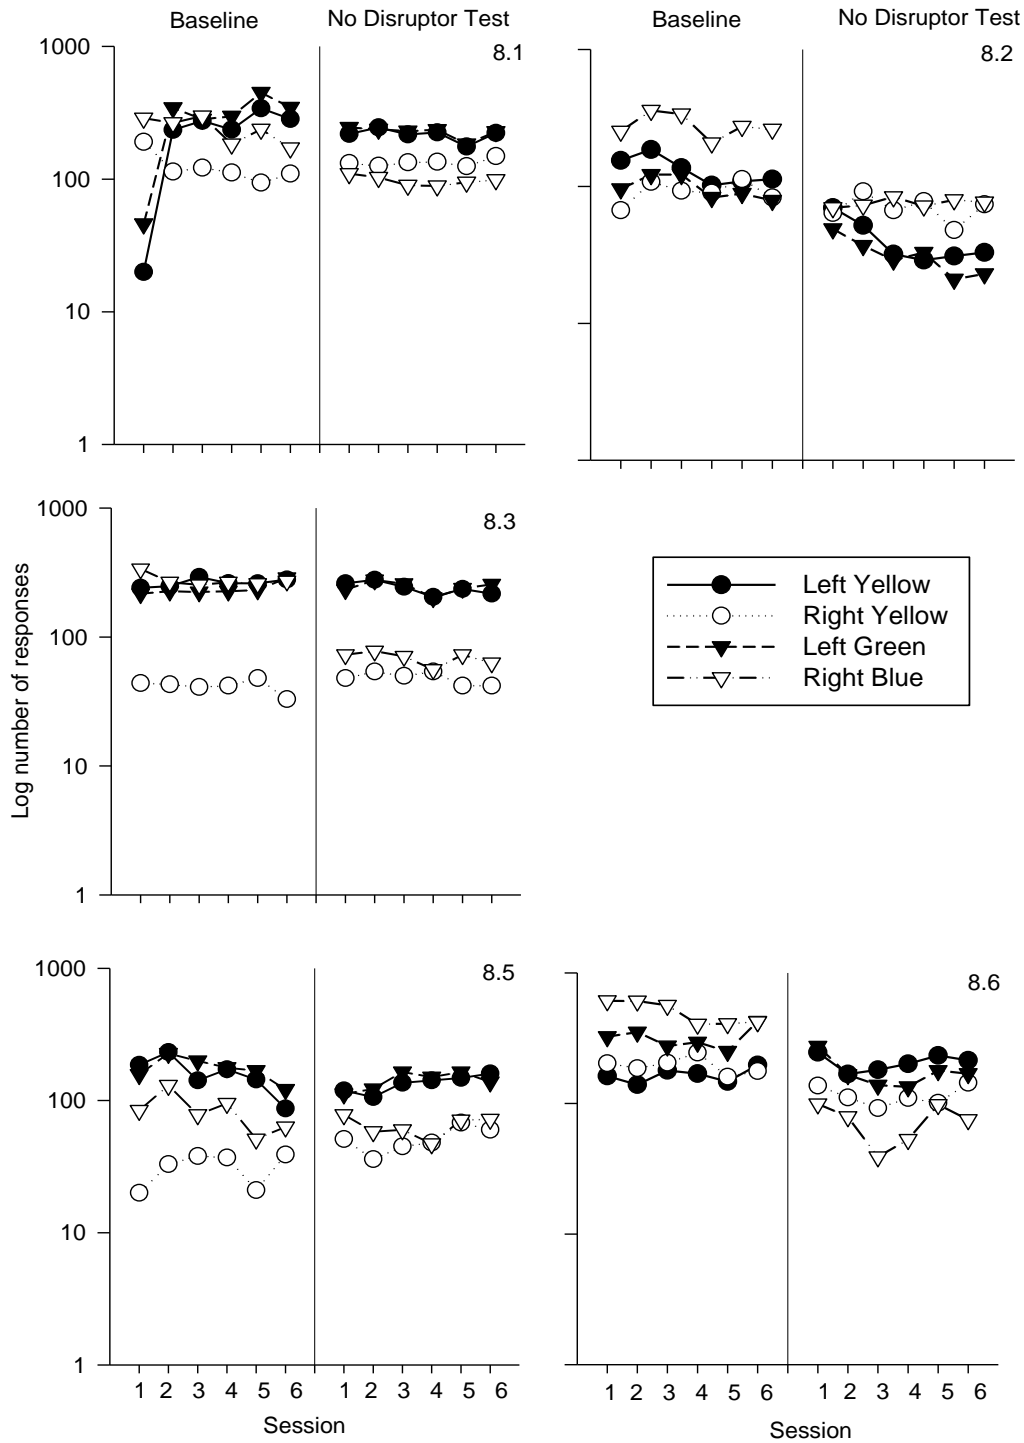 Baseline
No Disruptor Test
Baseline
No Disruptor Test
8.1
8.2
1000
100
10
1
8.3
1000
100
10
1
Log number of responses
Left Yellow
Right Yellow
Left Green
Right Blue
8.5
8.6
1000
100
10
1
1 2 3 4 5 6 1 2 3 4 5 6
1 2 3 4 5 6 1 2 3 4 5 6
Session
Session